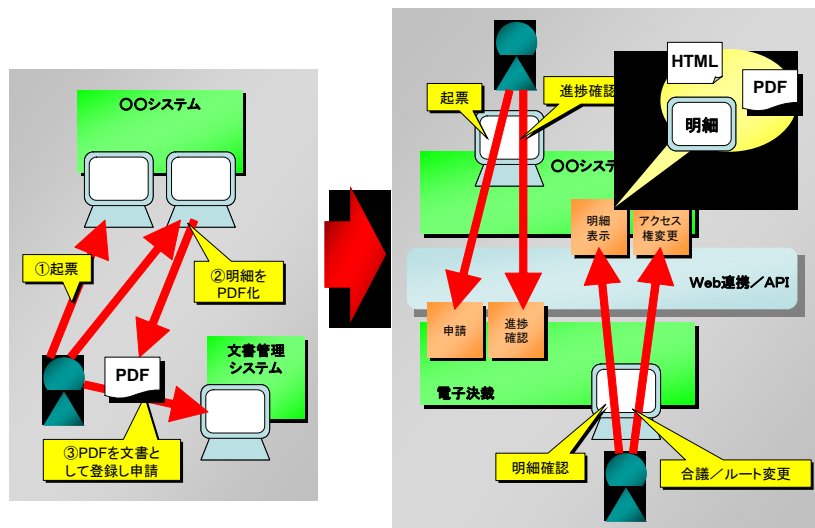 〇〇システム
①起票
②明細を
PDF化
文書管理
システム
PDF
③PDFを文書と
して登録し申請
HTML
PDF
明細
起票
進捗確認
〇〇システ
明細
表示
アクセス
権変更
Web連携／API
申請
進捗
確認
電子決裁
明細確認
合議／ルート変更